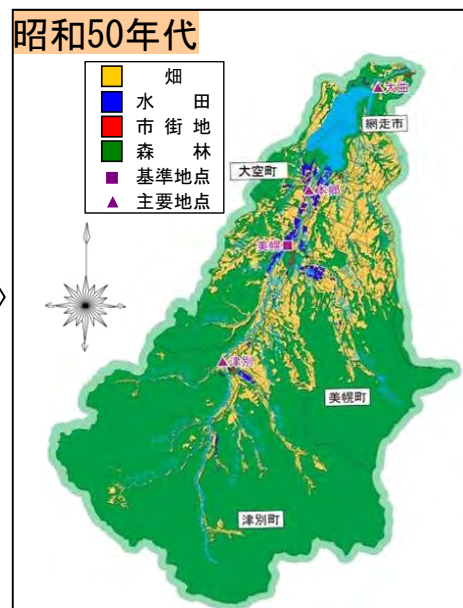 昭和50年代
畑
水田
市街地
森林
基準地点
主要地点
大曲
網走市
大空町
本郷
美幌
津別
美幌町
津別町